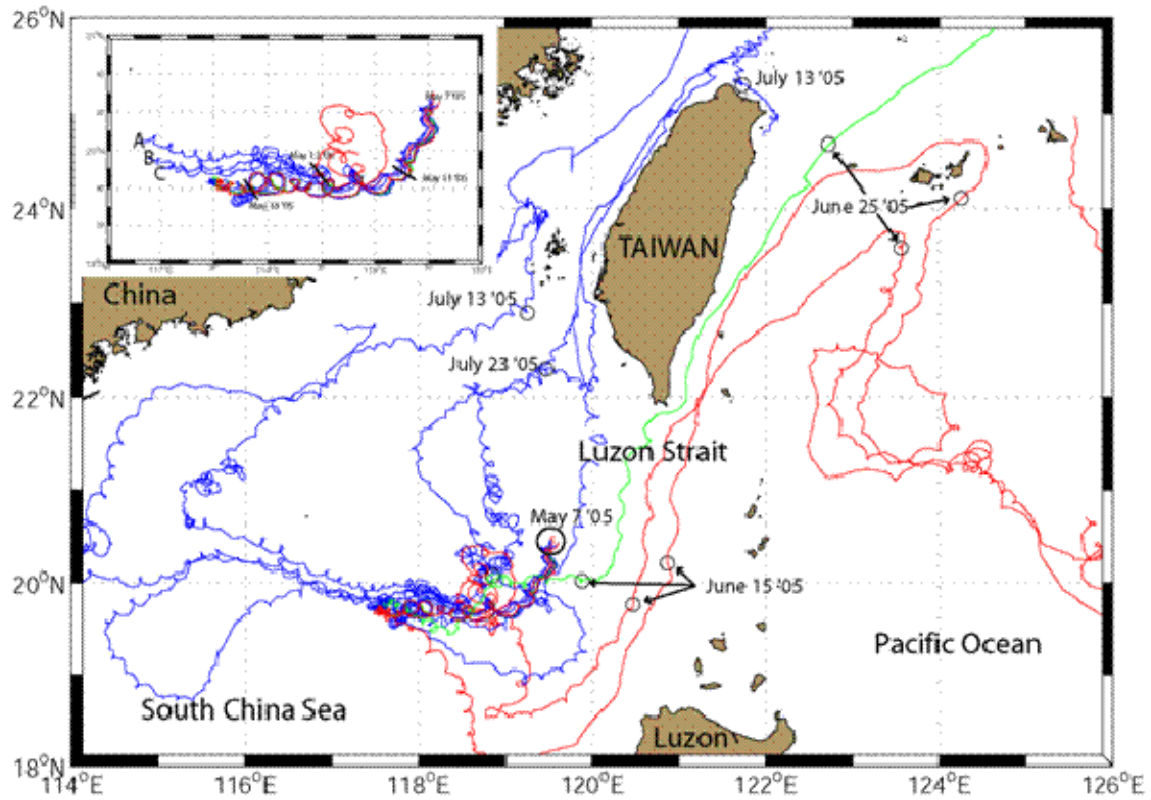 26°N
24°N
22°N
20°N
18°N
114°E
116°E
118°E
120°E
122°E
124°E
126°E
A
B
C
July 13 '05
June 25 '05
TAIWAN
China
July 13 '05
July 23 '05
Luzon Strait
May 7 '05
June 15 '05
Pacific Ocean
South China Sea
Luzon